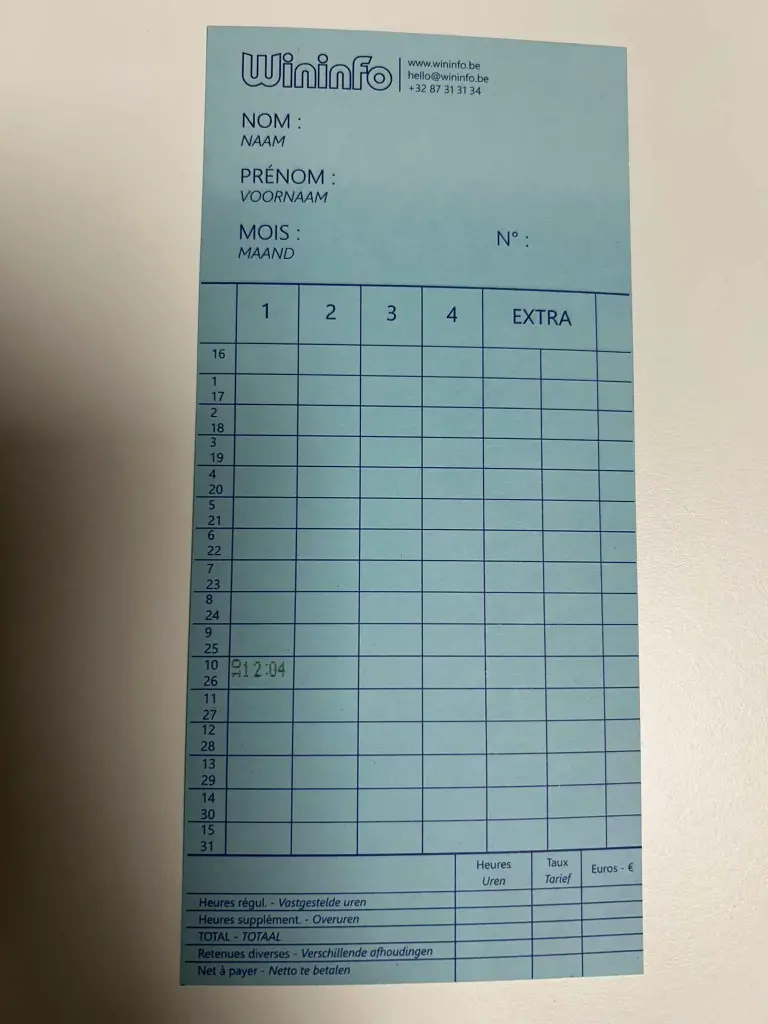 Wininfo
www.wininfo.be
hello@wininfo.be
+32 87 31 31 34
NOM :
NAAM
PRÉNOM :
VOORNAAM
MOIS :
MAAND
N° :
1 2 3 4 EXTRA
16
1
17
2
18
3
19
4
20
5
21
6
22
7
23
8
24
9
25
10
26
10 12:04
11
27
12
28
13
29
14
30
15
31
Heures Taux Euros - €
Uren Tarief
Heures régul. - Vastgestelde uren
Heures supplément. - Overuren
TOTAL - TOTAAL
Retenues diverses - Verschillende afhoudingen
Net à payer - Netto te betalen